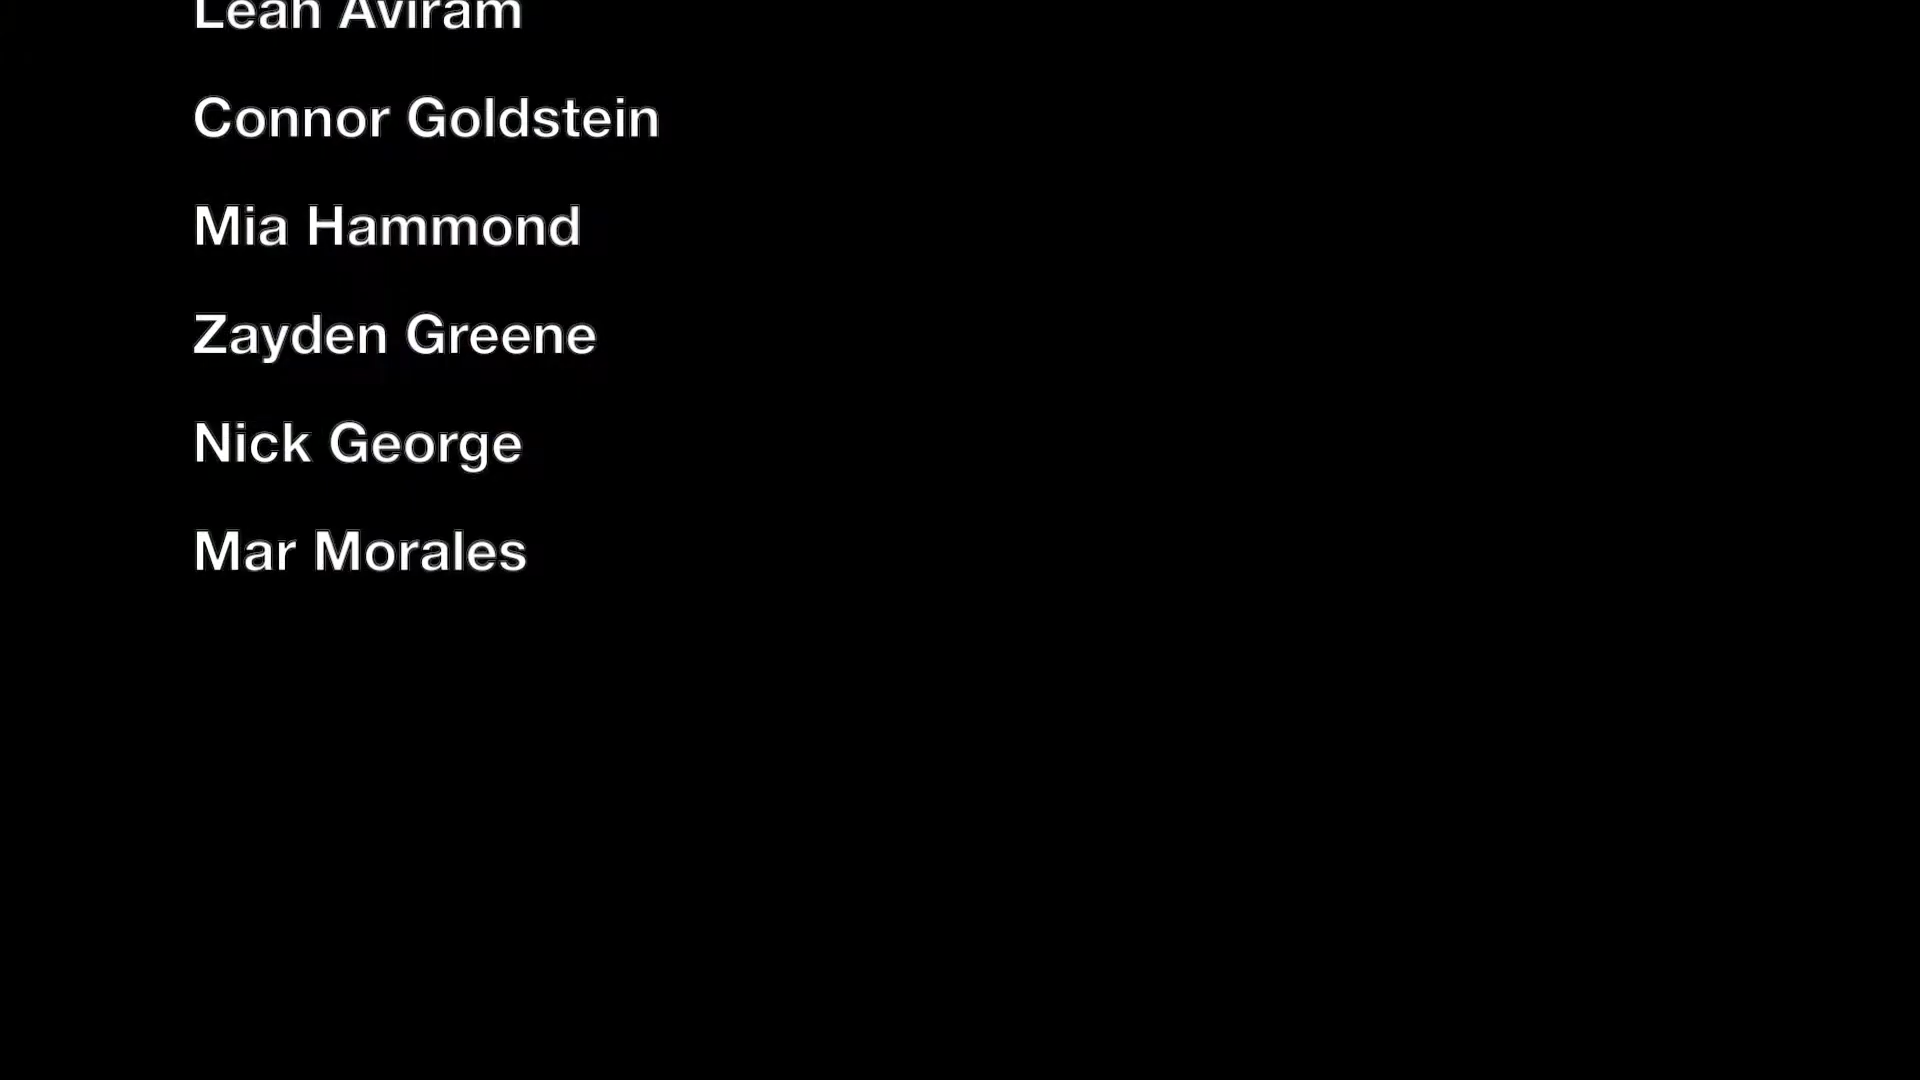 Leah Aviram
Connor Goldstein
Mia Hammond
Zayden Greene
Nick George
Mar Morales